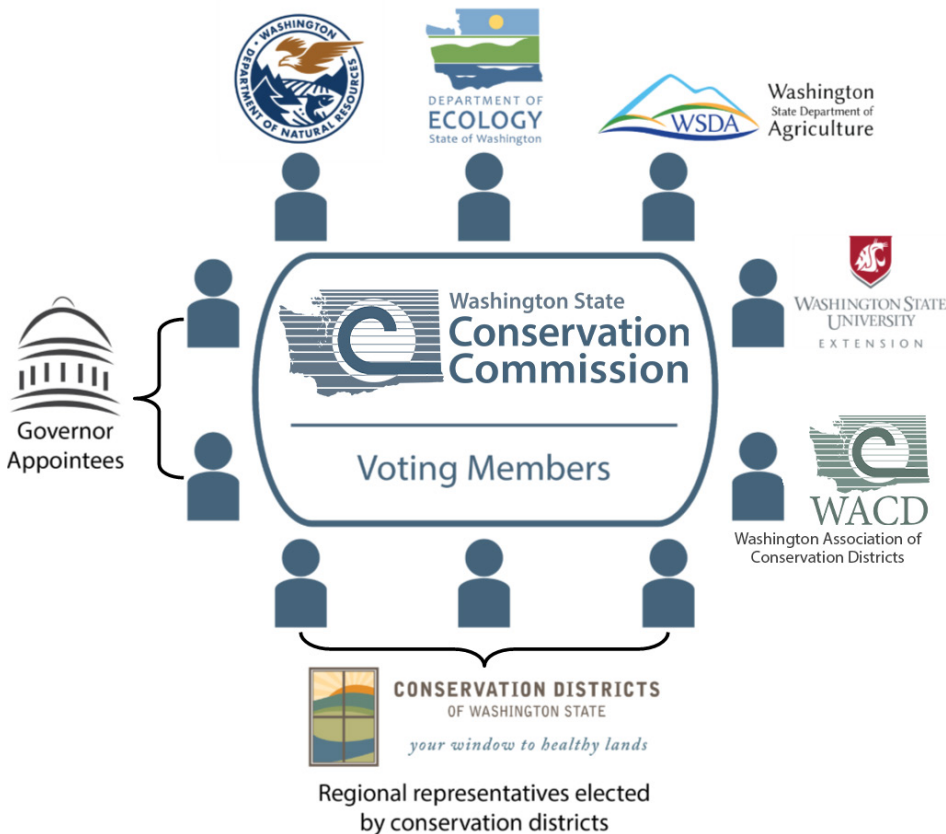 WASHINGTON
DEPARTMENT OF NATURAL RESOURCES
DEPARTMENT OF
ECOLOGY
State of Washington
WSDA
Washington
State Department of
Agriculture
Washington State
Conservation
Commission
Voting Members
WASHINGTON STATE
UNIVERSITY
EXTENSION
Governor
Appointees
WACD
Washington Association of
Conservation Districts
CONSERVATION DISTRICTS
OF WASHINGTON STATE
your window to healthy lands
Regional representatives elected
by conservation districts